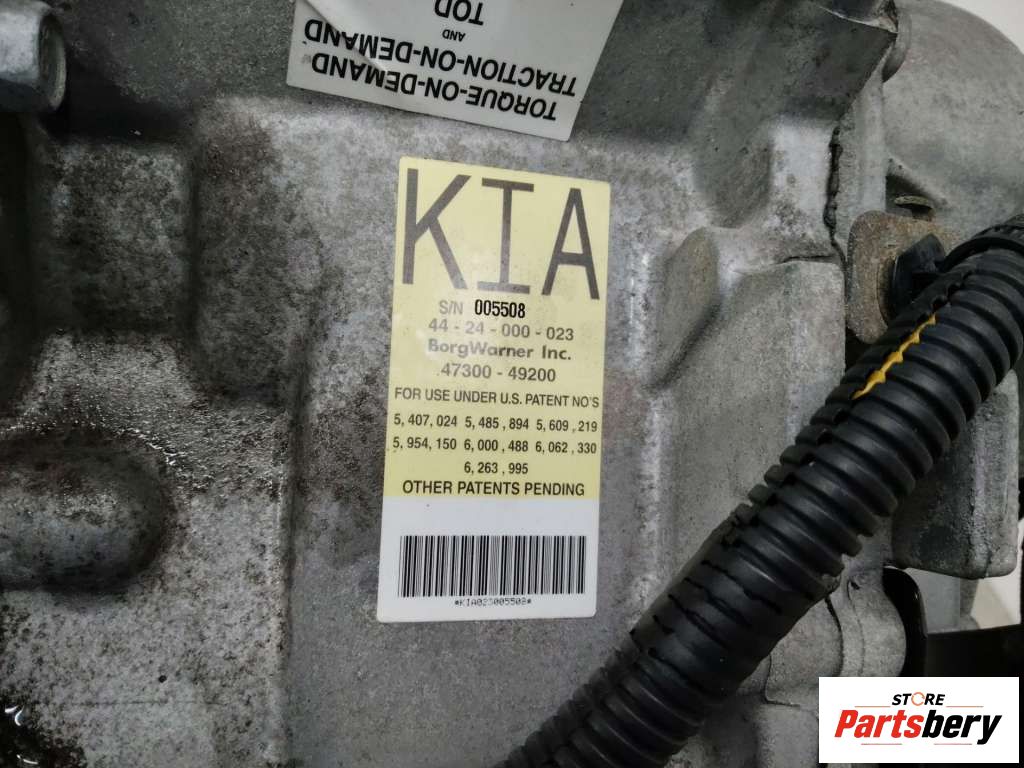 TORQUE-ON-DEMAND
TRACTION-ON-DEMAND
AND
TOD
KIA
S/N 005508
44 - 24 - 000 - 023
BorgWarner Inc.
47300 - 49200
FOR USE UNDER U.S. PATENT NO'S
5, 407, 024 5, 485, 894 5, 609, 219
5, 954, 150 6, 000, 488 6, 062, 330
6, 263, 995
OTHER PATENTS PENDING
*KIA023005508*
STORE
Partsbery